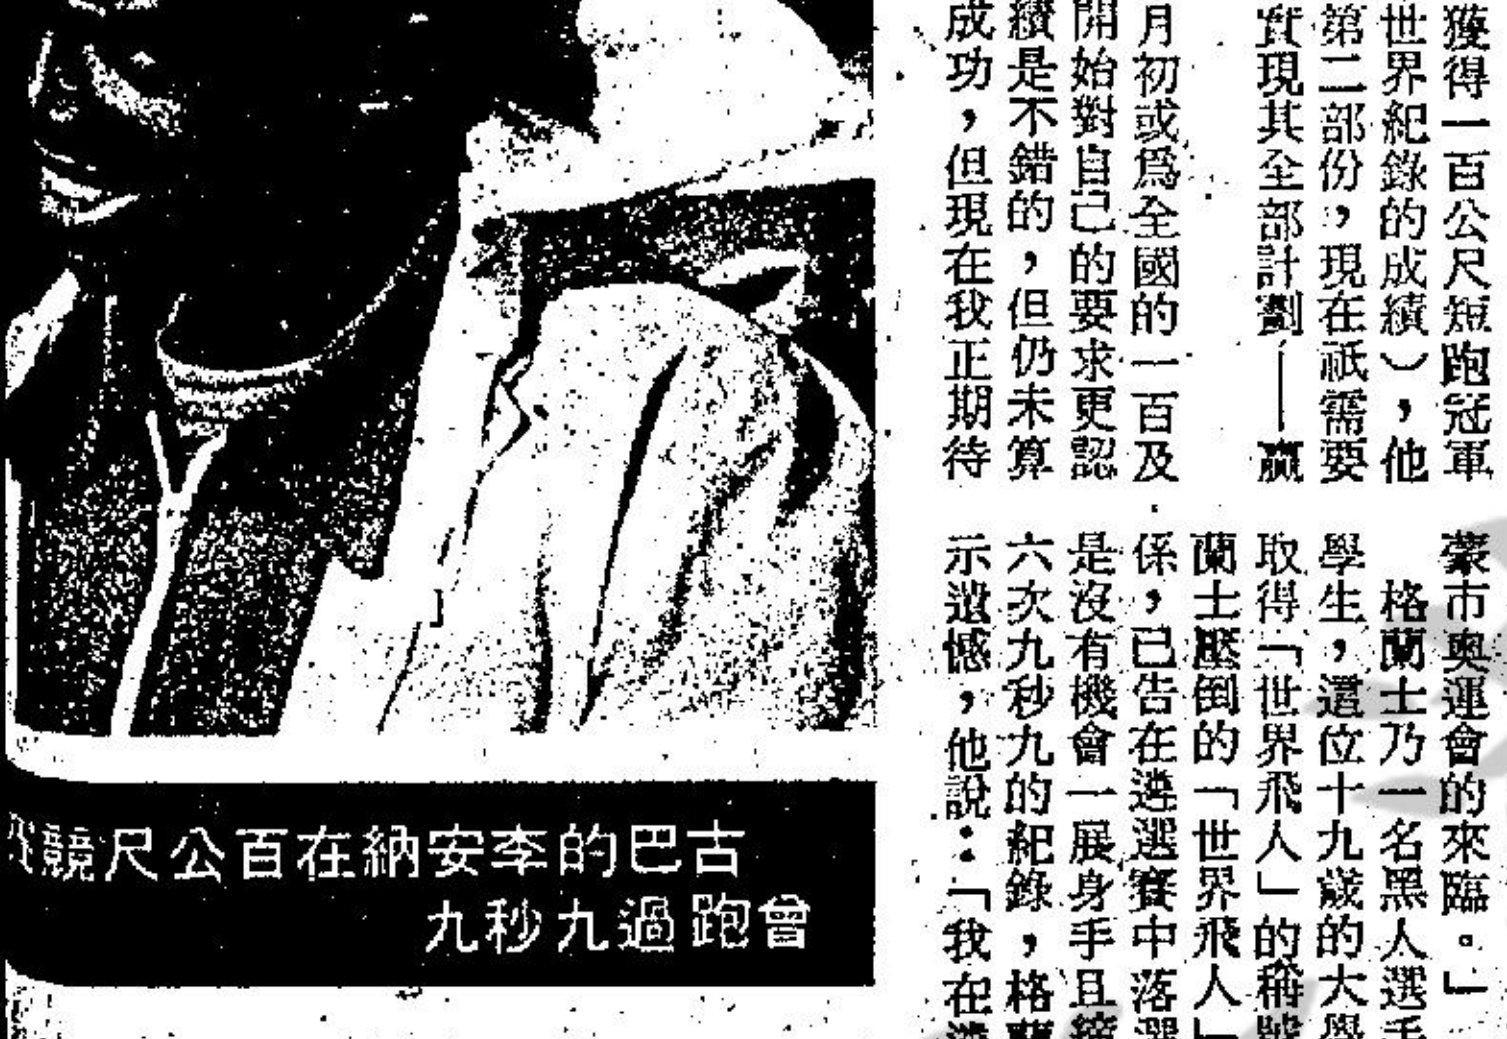 獲得一百公尺短跑冠軍
世界紀錄的成績），他
第二部份，現在祇需要
實現其全部計劃——贏
月初或爲全國的一百及
開始對自己的要求更認
續是不錯的，但仍未算
成功，但現在我正期待
蒙市奧運會的來臨。」
格蘭士乃一名黑人選手
學生，這位十九歲的大學
取得「世界飛人」的稱號
蘭士壓倒的「世界飛人」
係，已告在遴選賽中落選
是沒有機會一展身手且締
六次九秒九的紀錄，格蘭
示遺憾，他說：「我在
古巴的李安納在百公尺競
曾跑過九秒九